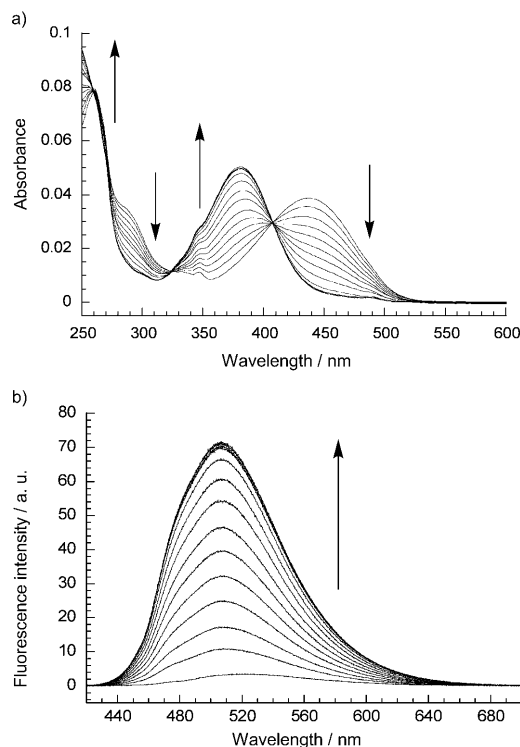 a)
0.1
0.08
0.06
0.04
0.02
0
Absorbance
250 300 350 400 450 500 550 600
Wavelength / nm
b)
80
70
60
50
40
30
20
10
0
Fluorescence intensity / a. u.
440 480 520 560 600 640 680
Wavelength / nm